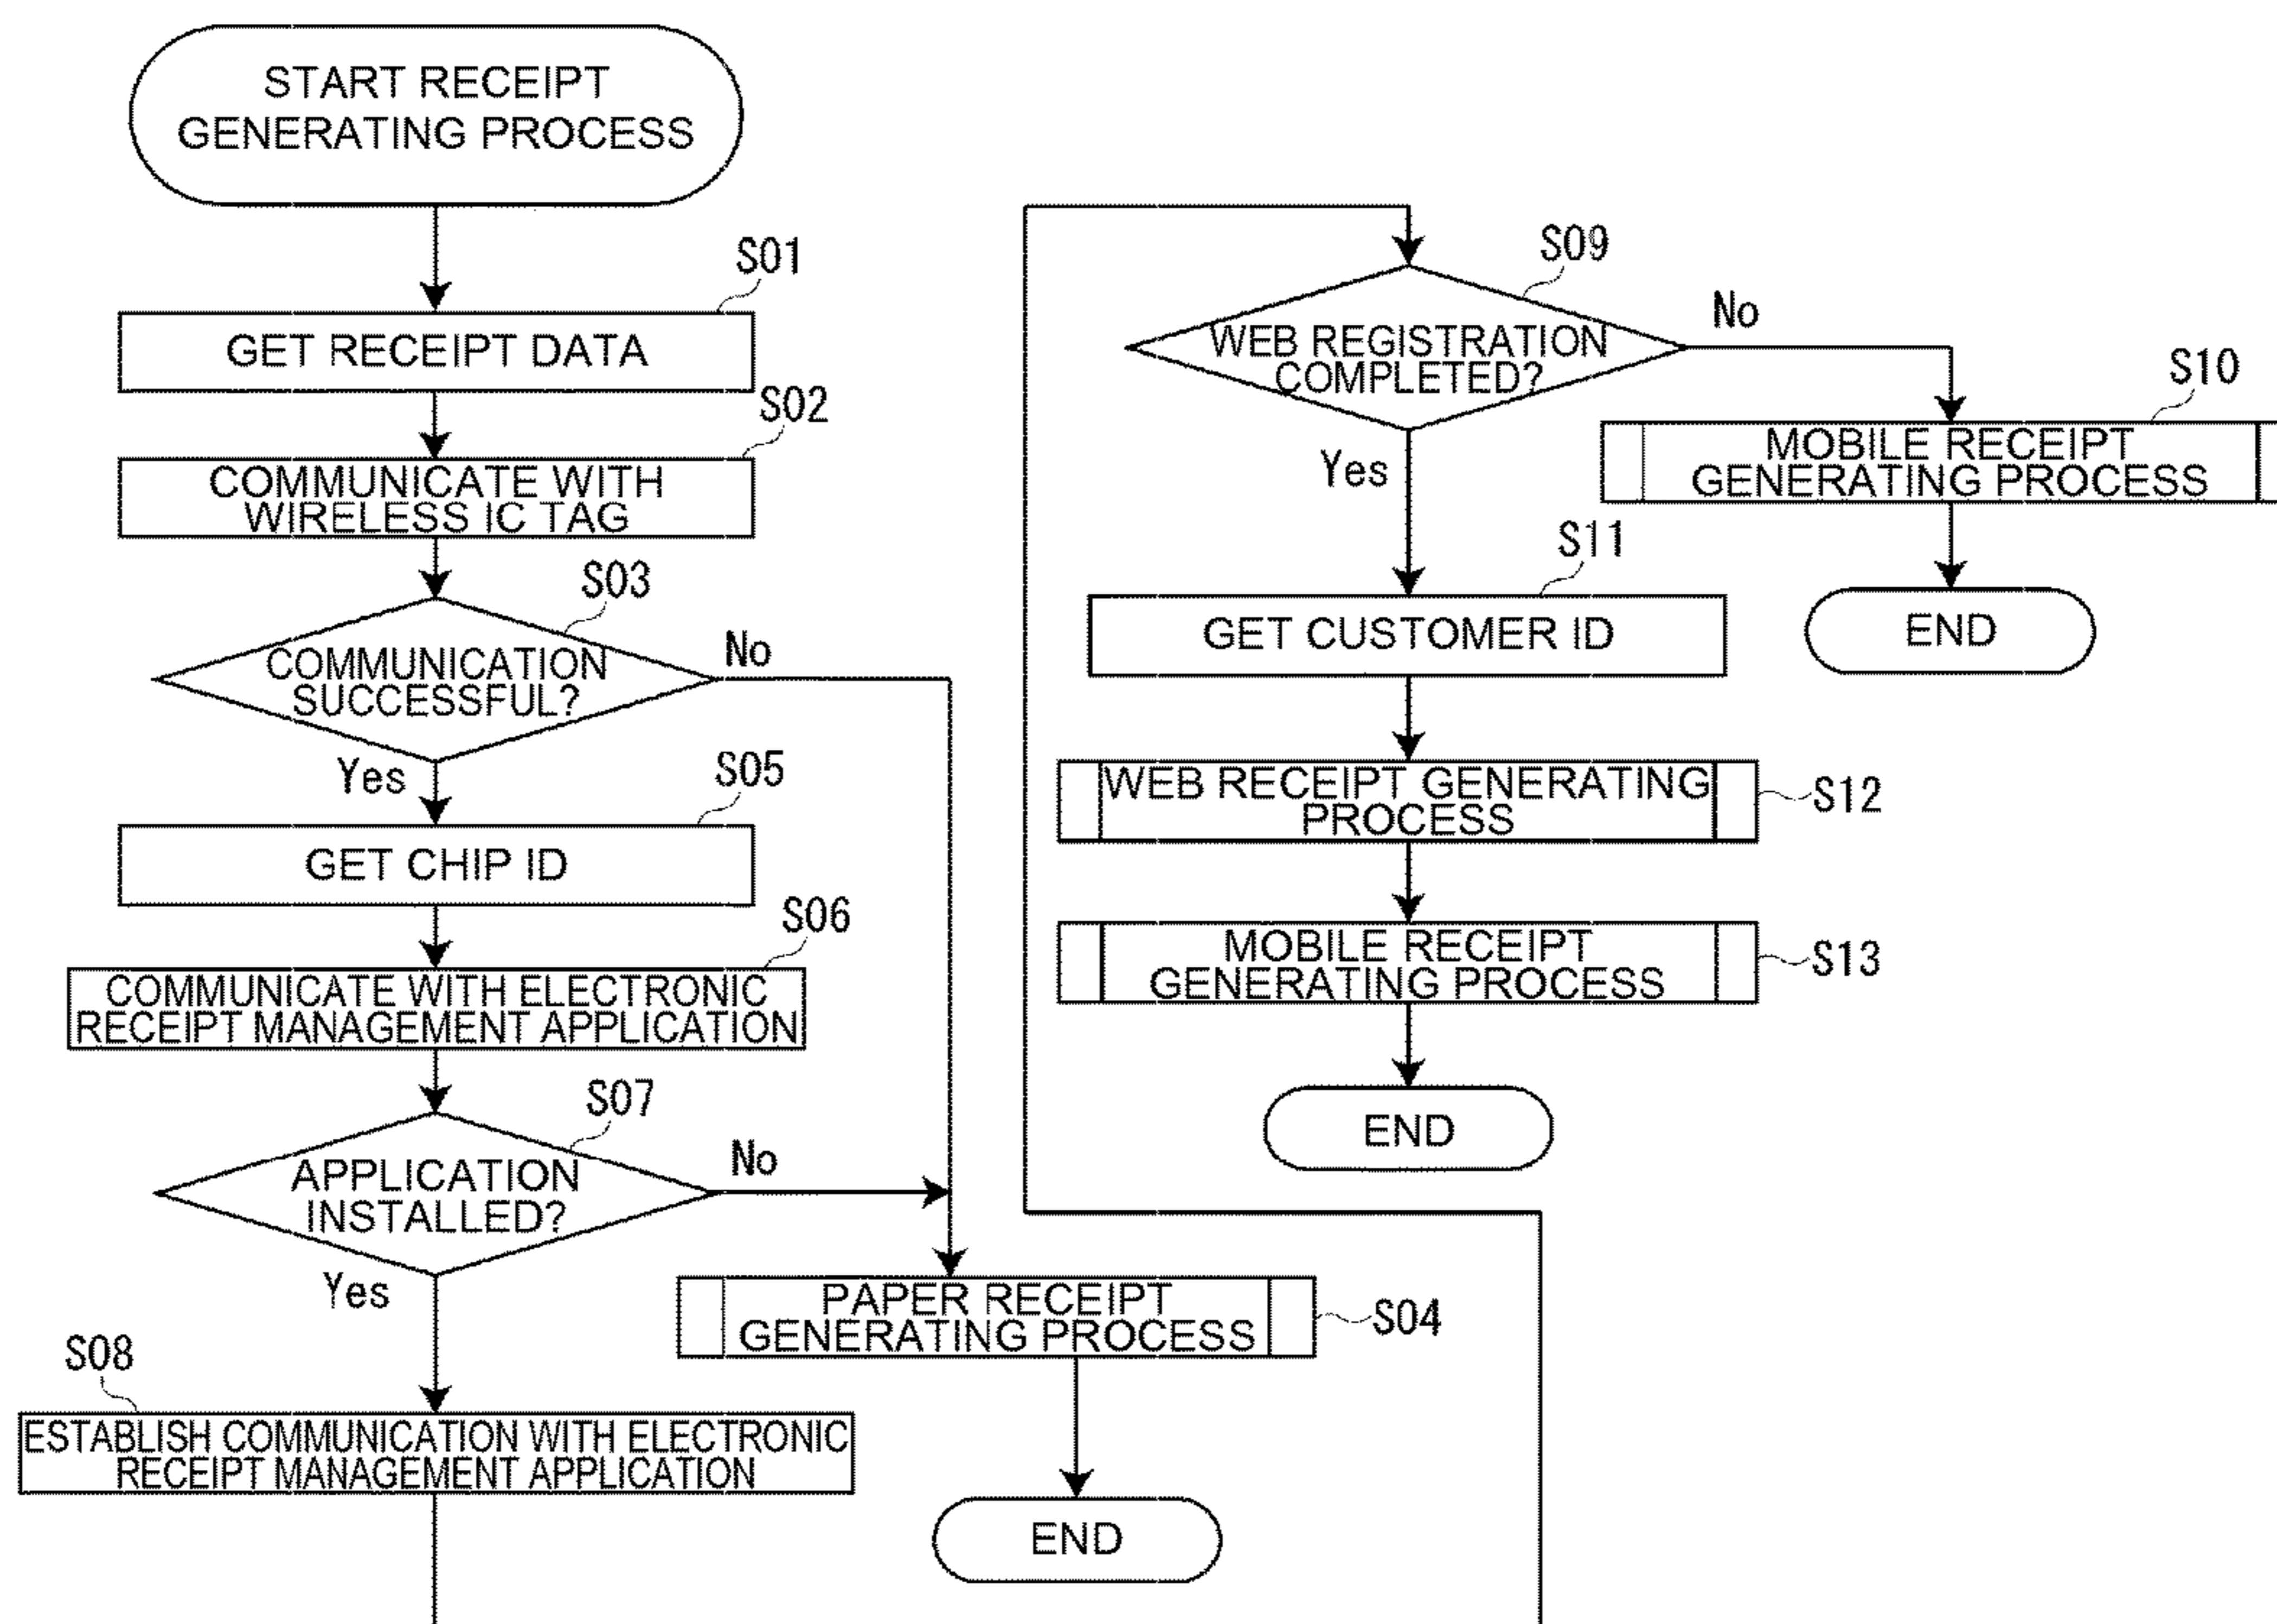 START RECEIPT
GENERATING PROCESS
S01
GET RECEIPT DATA
S02
COMMUNICATE WITH
WIRELESS IC TAG
S03
COMMUNICATION
SUCCESSFUL?
No
Yes
S05
GET CHIP ID
S06
COMMUNICATE WITH ELECTRONIC
RECEIPT MANAGEMENT APPLICATION
S07
APPLICATION
INSTALLED?
No
Yes
PAPER RECEIPT
GENERATING PROCESS
S04
S08
ESTABLISH COMMUNICATION WITH ELECTRONIC
RECEIPT MANAGEMENT APPLICATION
END
S09
WEB REGISTRATION
COMPLETED?
No
Yes
S10
MOBILE RECEIPT
GENERATING PROCESS
END
S11
GET CUSTOMER ID
WEB RECEIPT GENERATING
PROCESS
S12
MOBILE RECEIPT
GENERATING PROCESS
S13
END